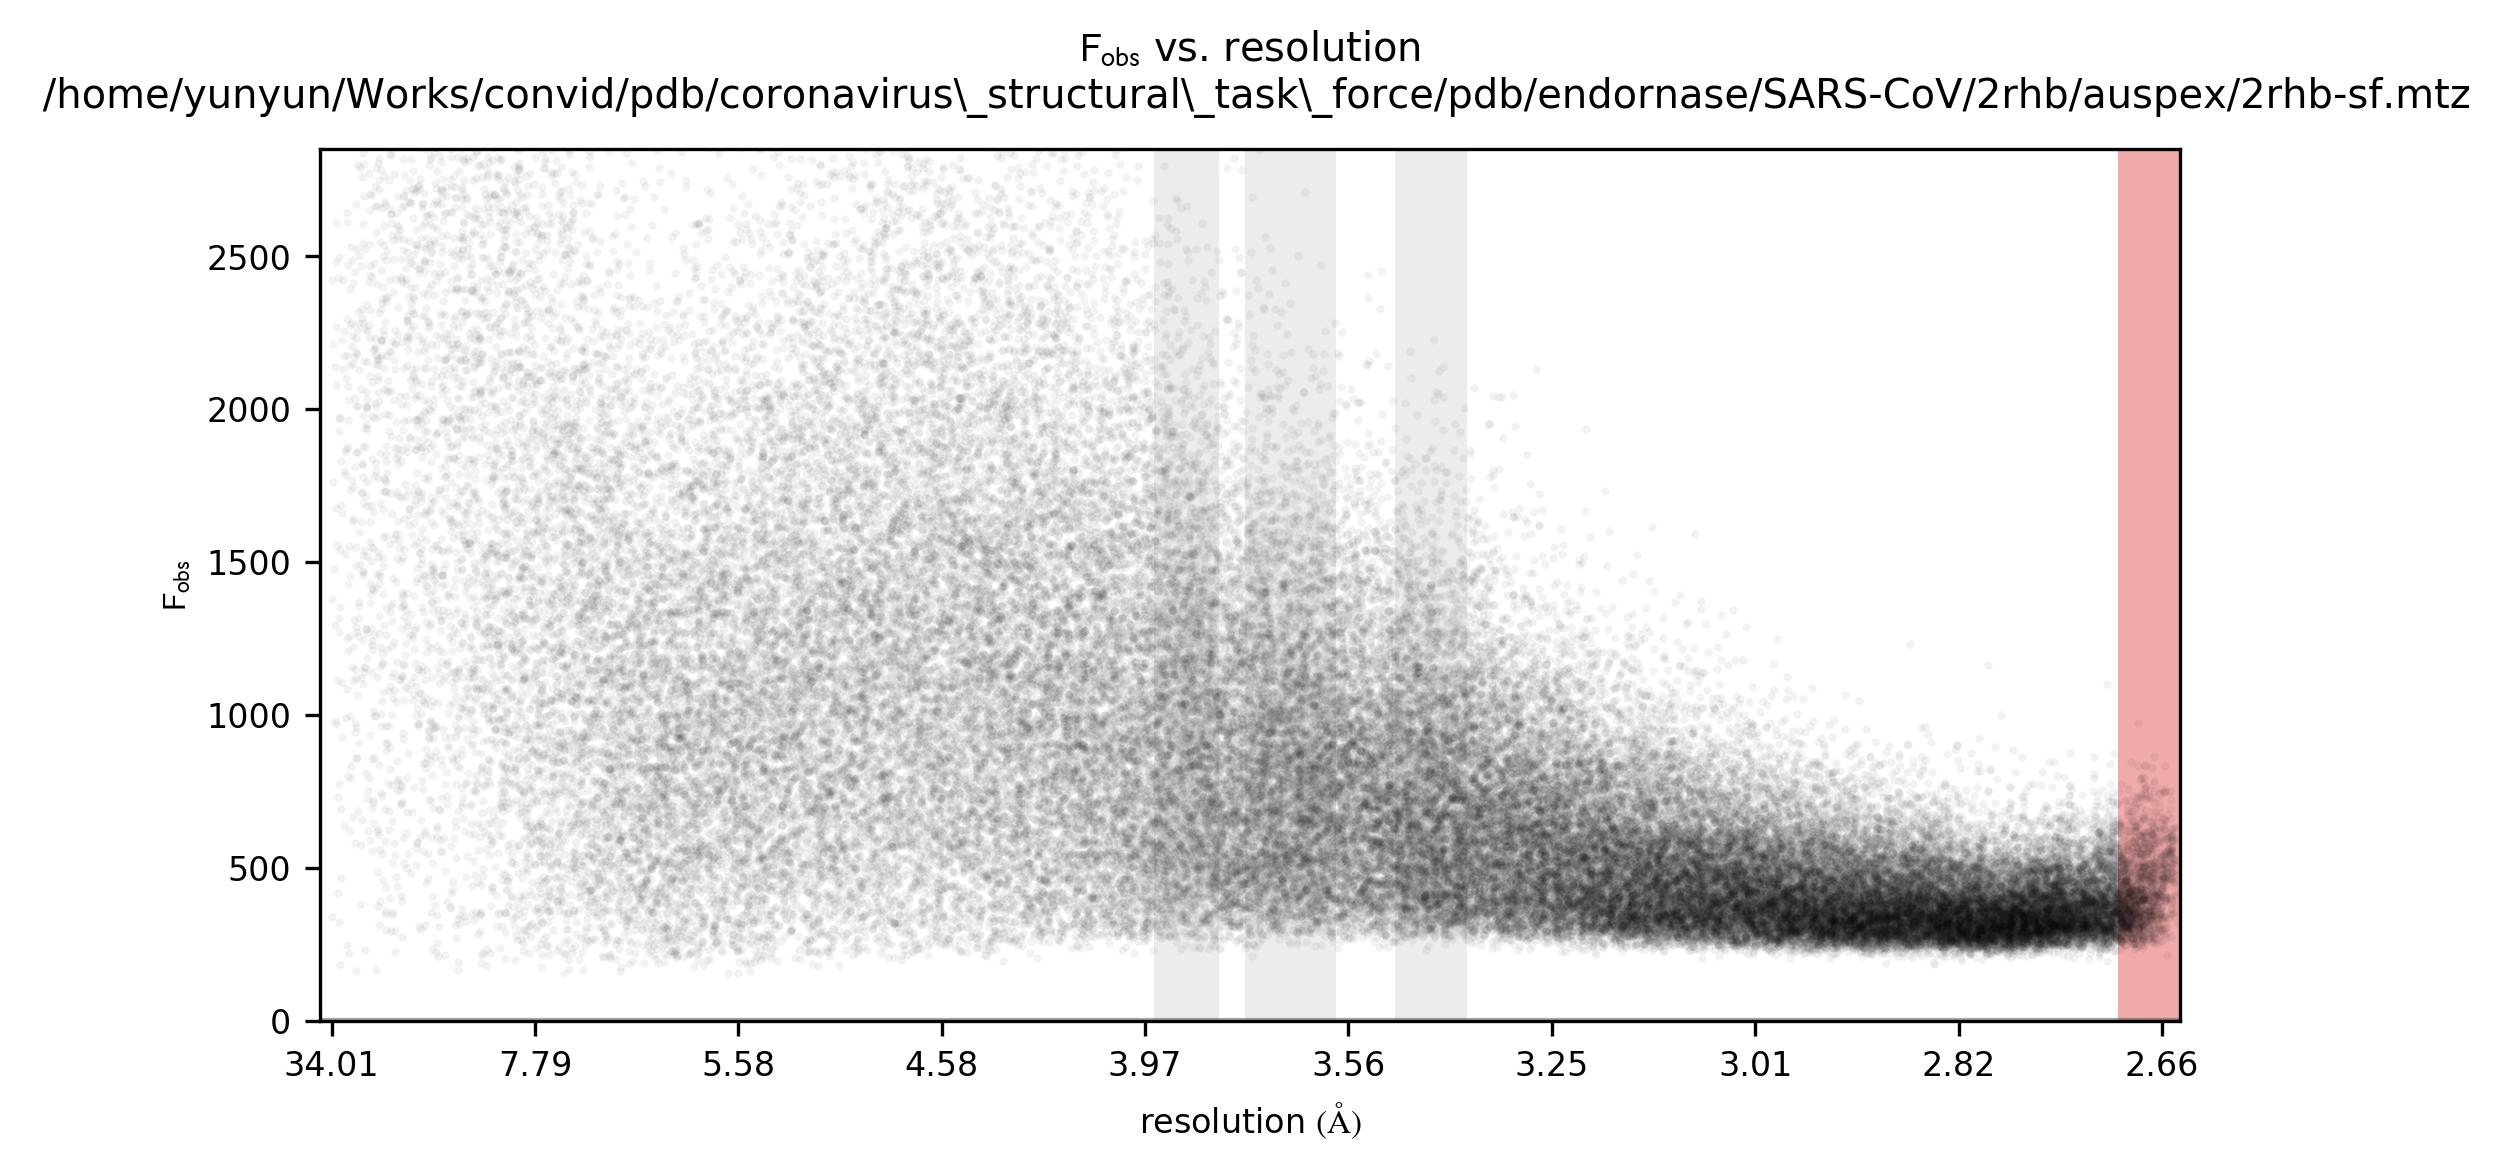 Fobs vs. resolution
/home/yunyun/Works/convid/pdb/coronavirus\_structural\_task\_force/pdb/endornase/SARS-CoV/2rhb/auspex/2rhb-sf.mtz
2500
2000
Fobs
1500
1000
500
0
34.01 7.79 5.58 4.58 3.97 3.56 3.25 3.01 2.82 2.66
resolution (Å)